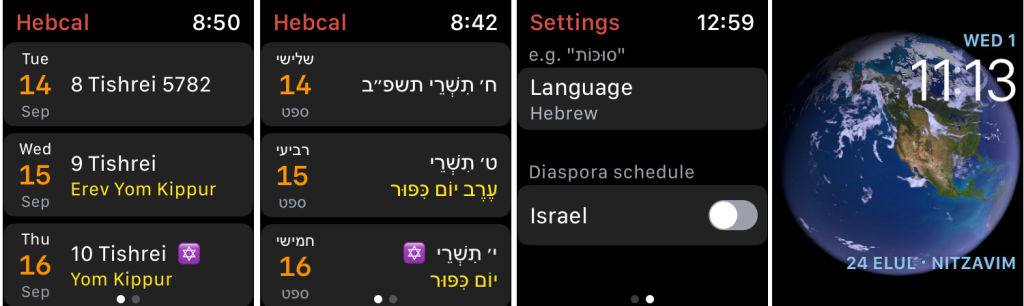 Hebcal 8:50
Tue
14
Sep
8 Tishrei 5782
Wed
15
Sep
9 Tishrei
Erev Yom Kippur
Thu
16
Sep
10 Tishrei ✡
Yom Kippur
Hebcal 8:42
שלישי
14
ספט
ח׳ תִּשְׁרֵי תשפ״ב
רביעי
15
ספט
ט׳ תִּשְׁרֵי
עֶרֶב יוֹם כִּפּוּר
חמישי
16
ספט
י׳ תִּשְׁרֵי ✡
יוֹם כִּפּוּר
Settings 12:59
e.g. "סוּכּוֹת"
Language
Hebrew
Diaspora schedule
Israel
WED 1
11:13
24 ELUL · NITZAVIM